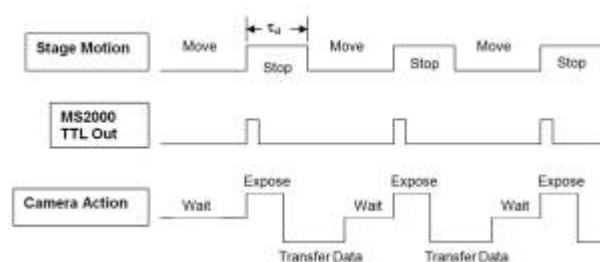 τa
Stage Motion
Move Stop Move Stop Move Stop
MS2000
TTL Out
Expose Expose Expose
Camera Action
Wait Wait Wait
Transfer Data Transfer Data